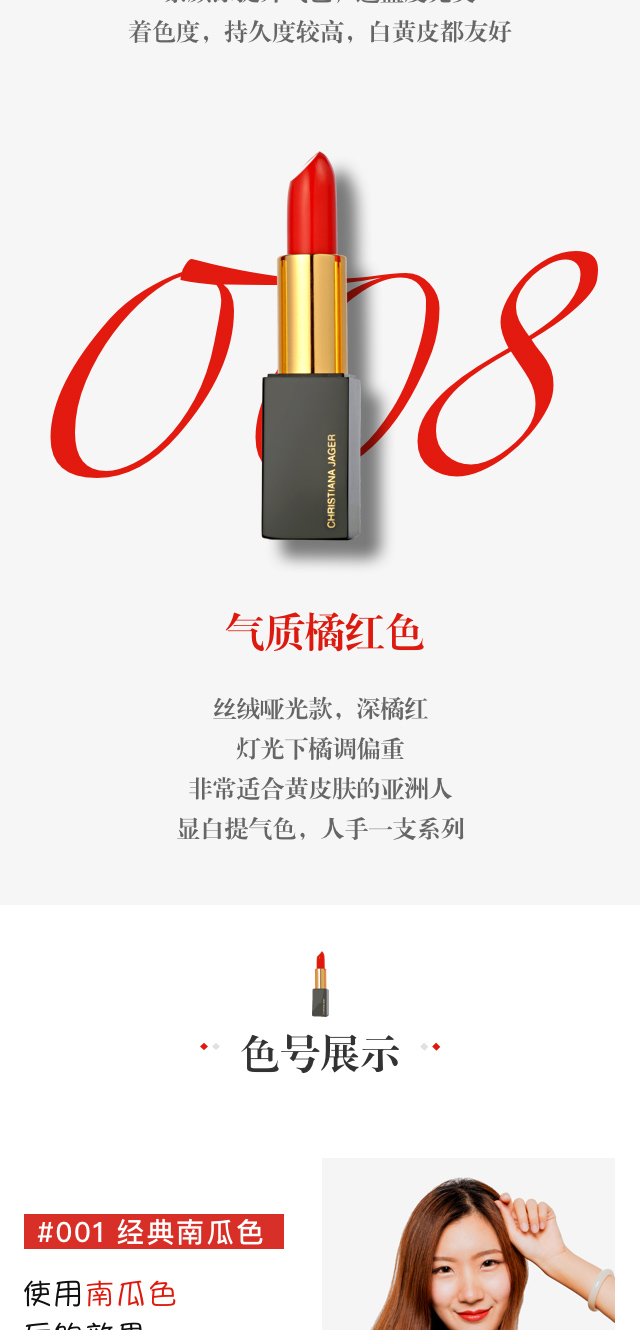 着色度，持久度较高，白黄皮都友好
008
CHRISTIANA JAGER
气质橘红色
丝绒哑光款，深橘红
灯光下橘调偏重
非常适合黄皮肤的亚洲人
显白提气色，人手一支系列
色号展示
#001 经典南瓜色
使用南瓜色